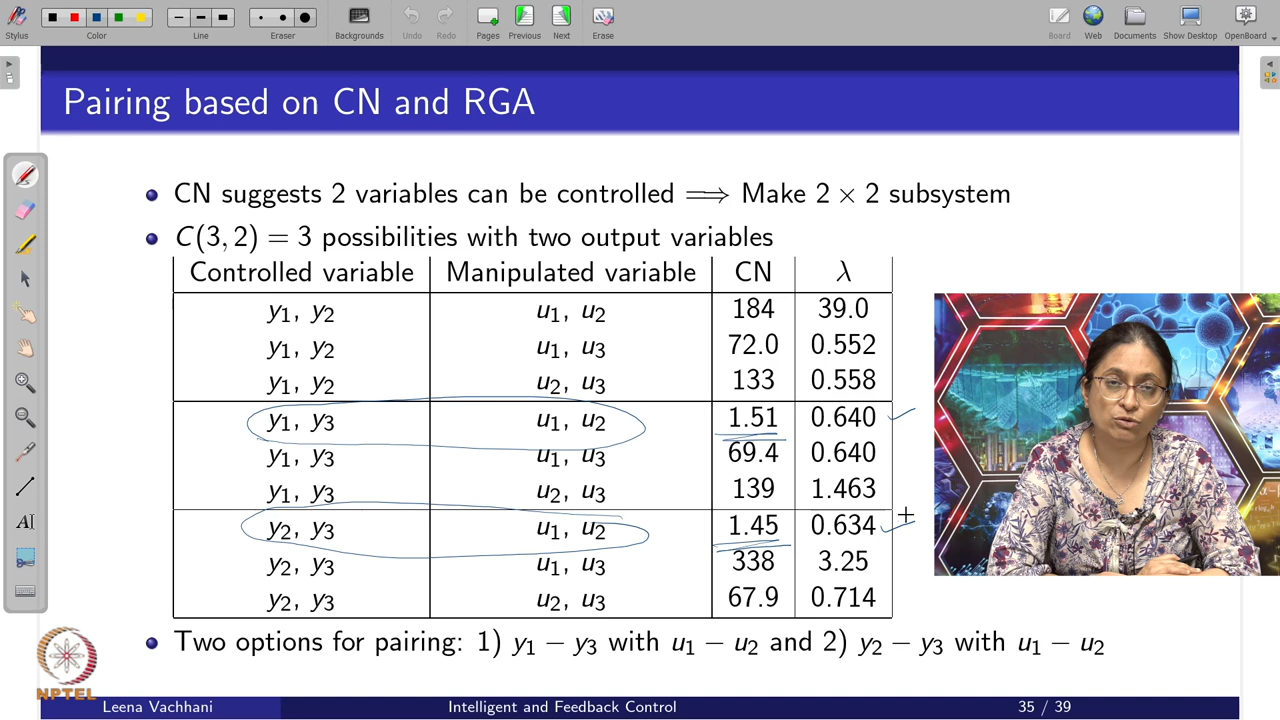 Stylus
Color
Line
Eraser
Backgrounds
Undo
Redo
Pages
Previous
Next
Erase
Board
Web
Documents
Show Desktop
OpenBoard
Pairing based on CN and RGA
CN suggests 2 variables can be controlled ⟹ Make 2 × 2 subsystem
C(3, 2) = 3 possibilities with two output variables
Controlled variable Manipulated variable CN λ
y₁, y₂ u₁, u₂ 184 39.0
y₁, y₂ u₁, u₃ 72.0 0.552
y₁, y₂ u₂, u₃ 133 0.558
y₁, y₃ u₁, u₂ 1.51 0.640
y₁, y₃ u₁, u₃ 69.4 0.640
y₁, y₃ u₂, u₃ 139 1.463
y₂, y₃ u₁, u₂ 1.45 0.634
y₂, y₃ u₁, u₃ 338 3.25
y₂, y₃ u₂, u₃ 67.9 0.714
Two options for pairing: 1) y₁ − y₃ with u₁ − u₂ and 2) y₂ − y₃ with u₁ − u₂
NPTEL
Leena Vachhani Intelligent and Feedback Control 35 / 39